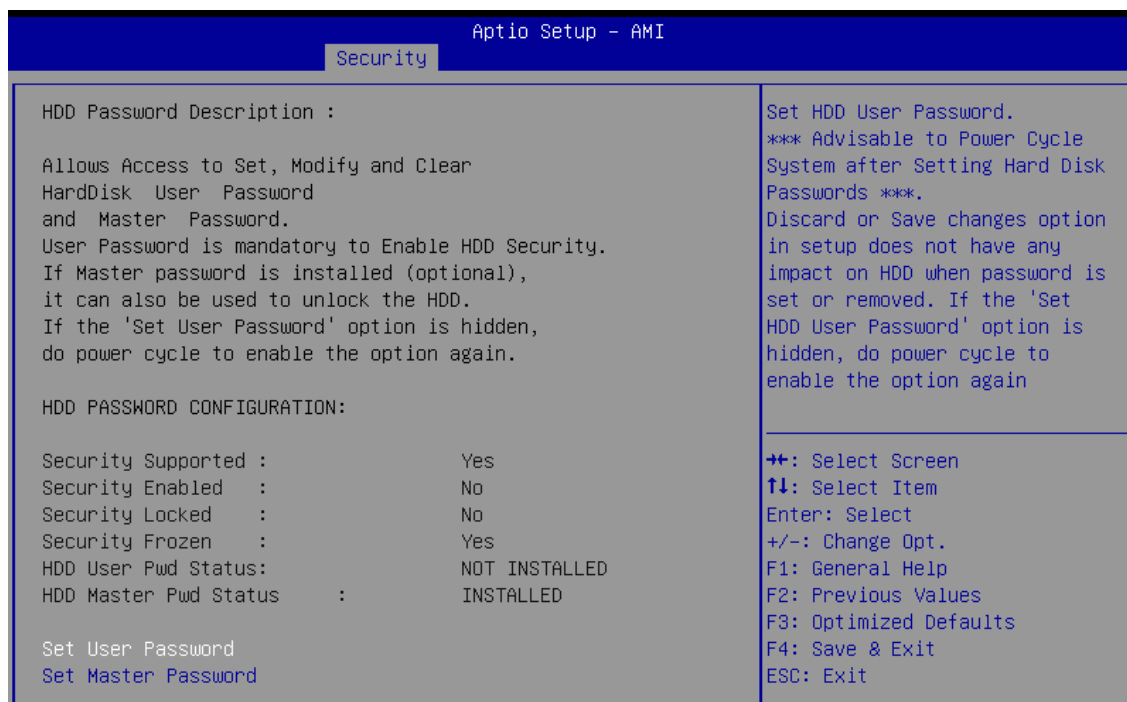 Aptio Setup – AMI
Security
HDD Password Description :
Allows Access to Set, Modify and Clear
HardDisk User Password
and Master Password.
User Password is mandatory to Enable HDD Security.
If Master password is installed (optional),
it can also be used to unlock the HDD.
If the 'Set User Password' option is hidden,
do power cycle to enable the option again.
HDD PASSWORD CONFIGURATION:
Security Supported : Yes
Security Enabled : No
Security Locked : No
Security Frozen : Yes
HDD User Pwd Status: NOT INSTALLED
HDD Master Pwd Status : INSTALLED
Set User Password
Set Master Password
Set HDD User Password.
*** Advisable to Power Cycle
System after Setting Hard Disk
Passwords ***.
Discard or Save changes option
in setup does not have any
impact on HDD when password is
set or removed. If the 'Set
HDD User Password' option is
hidden, do power cycle to
enable the option again
→←: Select Screen
↑↓: Select Item
Enter: Select
+/-: Change Opt.
F1: General Help
F2: Previous Values
F3: Optimized Defaults
F4: Save & Exit
ESC: Exit